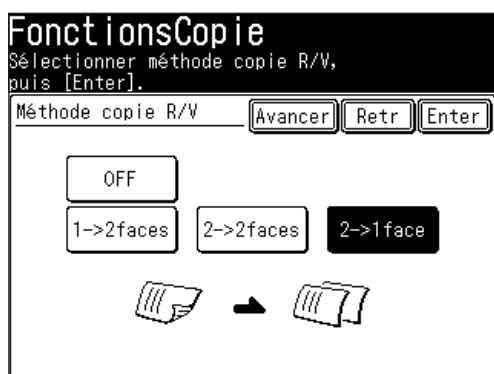 FonctionsCopie
Sélectionner méthode copie R/V,
puis [Enter].
Méthode copie R/V Avancer Retr Enter
OFF
1->2faces 2->2faces 2->1face